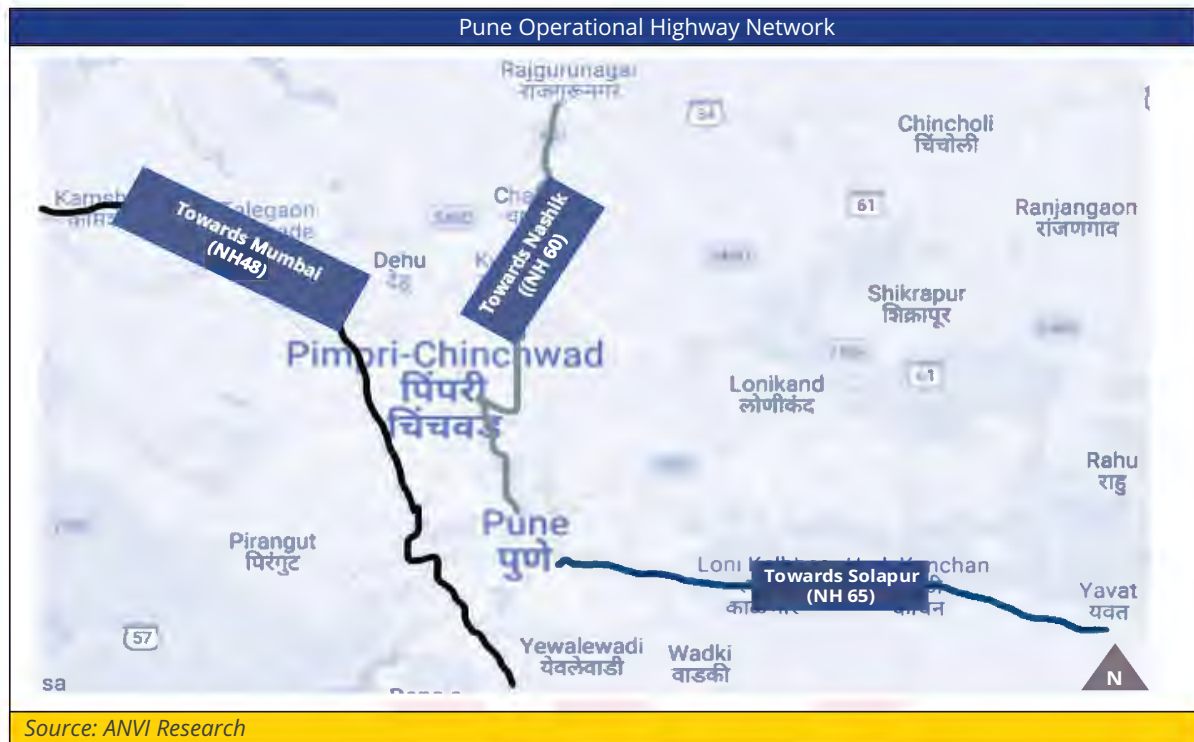 Pune Operational Highway Network
Rajgurunagar
राजगुरूनगर
Chincholi
चिंचोली
61
Ranjangaon
रांजणगाव
Towards Mumbai
(NH48)
Towards Nashik
((NH 60)
Dehu
Shikrapur
शिक्रापूर
Pimpri-Chinchwad
पिंपरी
चिंचवड
Lonikand
लोणीकंद
Rahu
राहु
Pune
पुणे
Pirangut
पिरंगुट
Loni
Towards Solapur
(NH 65)
Yavat
यवत
57
Yewalewadi
येवलेवाडी
Wadki
वाडकी
sa
N
Source: ANVI Research